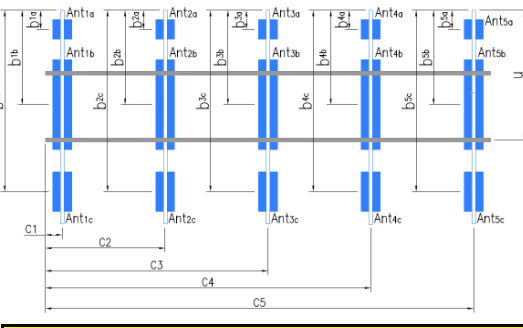 Ant1a Ant2a Ant3a Ant4a Ant5a
b1a b2a b3a b4a b5a
Ant1b Ant2b Ant3b Ant4b Ant5b
b1b b2b b3b b4b b5b
b2c b3c b4c b5c
Ant1c Ant2c Ant3c Ant4c Ant5c
C1
C2
C3
C4
C5